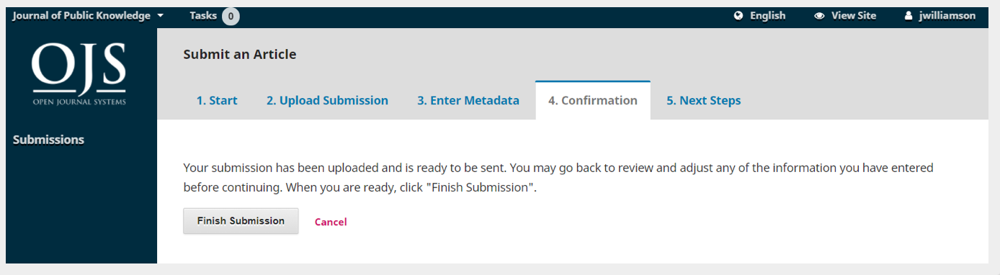 Journal of Public Knowledge Tasks 0 English View Site jwilliamson
OJS
OPEN JOURNAL SYSTEMS
Submissions
Submit an Article
1. Start 2. Upload Submission 3. Enter Metadata 4. Confirmation 5. Next Steps
Your submission has been uploaded and is ready to be sent. You may go back to review and adjust any of the information you have entered
before continuing. When you are ready, click "Finish Submission".
Finish Submission Cancel